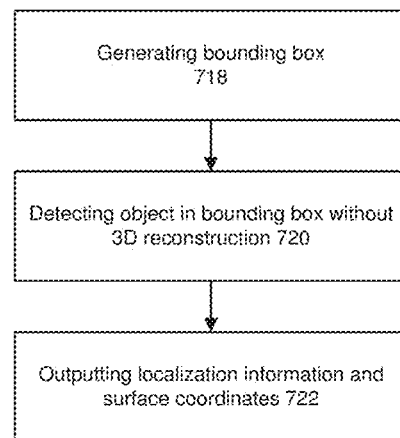 Generating bounding box
718
Detecting object in bounding box without
3D reconstruction 720
Outputting localization information and
surface coordinates 722